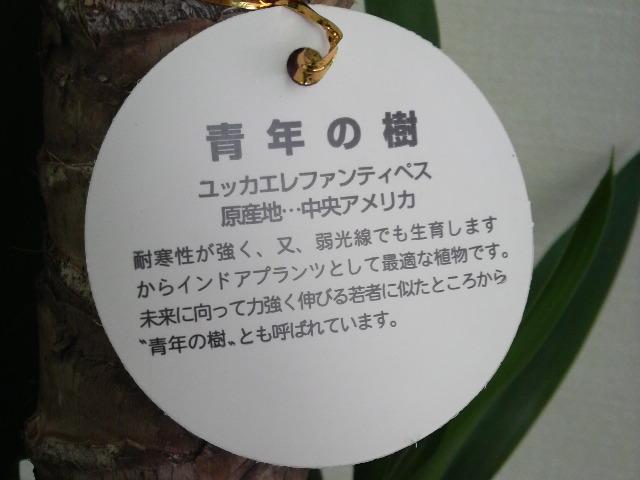 青年の樹
ユッカエレファンティペス
原産地…中央アメリカ
耐寒性が強く、又、弱光線でも生育します
からインドアプランツとして最適な植物です。
未来に向って力強く伸びる若者に似たところから
〝青年の樹〟とも呼ばれています。